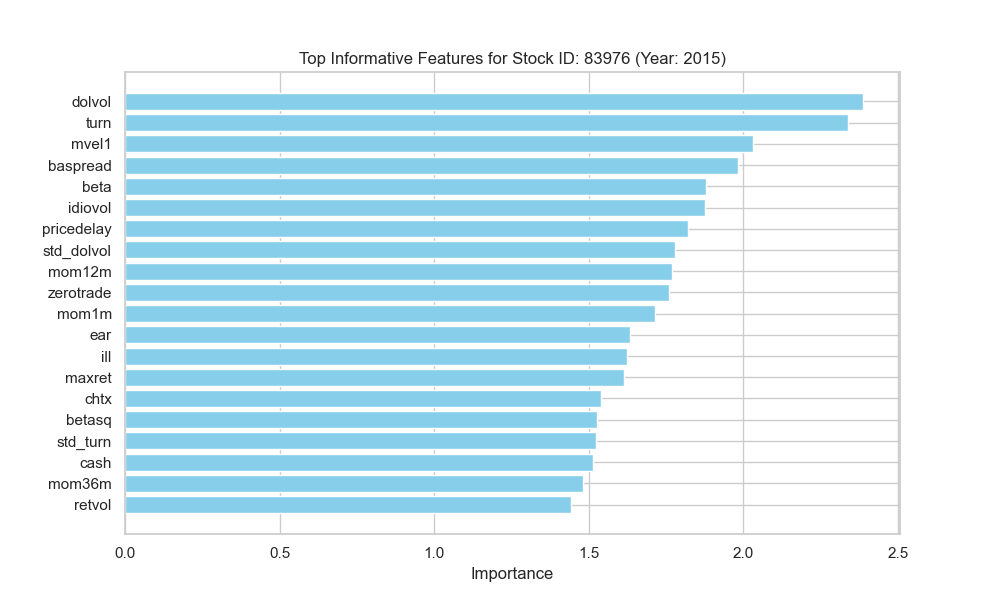 Top Informative Features for Stock ID: 83976 (Year: 2015)
dolvol
turn
mvel1
baspread
beta
idiovol
pricedelay
std_dolvol
mom12m
zerotrade
mom1m
ear
ill
maxret
chtx
betasq
std_turn
cash
mom36m
retvol
0.0 0.5 1.0 1.5 2.0 2.5
Importance